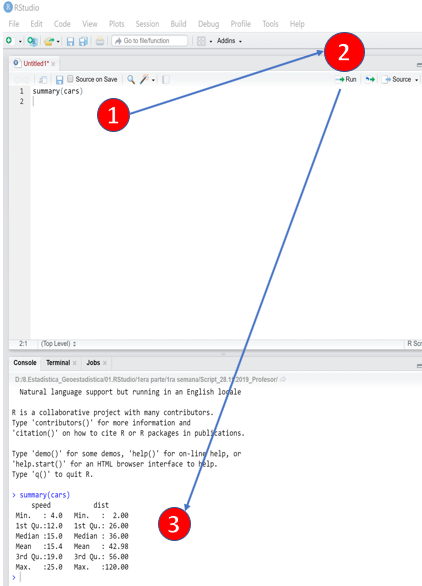 RStudio
File Edit Code View Plots Session Build Debug Profile Tools Help
Go to file/function Addins
Untitled1*
Source on Save Run Source
1 summary(cars)
2
1
2
3
2:1 (Top Level) R Scr
Console Terminal Jobs
D:/8.Estadistica_Geoestadistica/01.RStudio/1era parte/1ra semana/Script_28.11.2019_Profesor/
Natural language support but running in an English locale
R is a collaborative project with many contributors.
Type 'contributors()' for more information and
'citation()' on how to cite R or R packages in publications.
Type 'demo()' for some demos, 'help()' for on-line help, or
'help.start()' for an HTML browser interface to help.
Type 'q()' to quit R.
> summary(cars)
speed dist
Min. : 4.0 Min. : 2.00
1st Qu.:12.0 1st Qu.: 26.00
Median :15.0 Median : 36.00
Mean :15.4 Mean : 42.98
3rd Qu.:19.0 3rd Qu.: 56.00
Max. :25.0 Max. :120.00
>